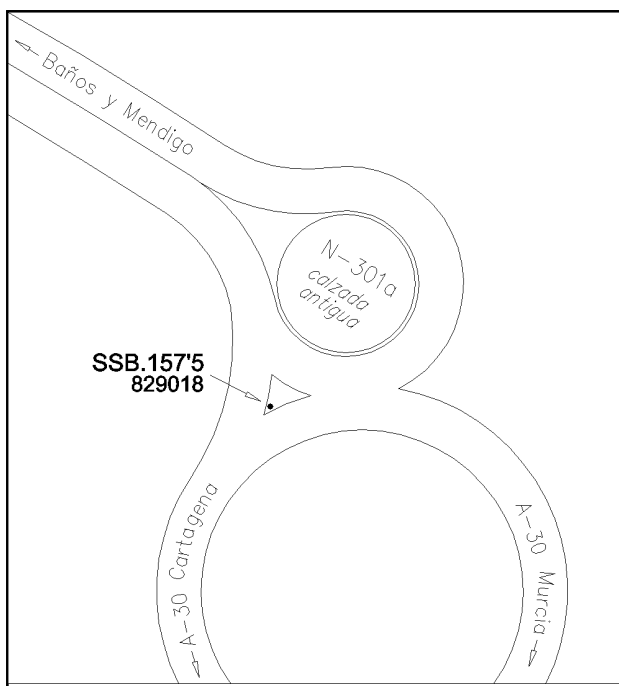 Baños y Mendigo
N-301a
calzada
antigua
SSB.157'5
829018
A-30 Cartagena
A-30 Murcia